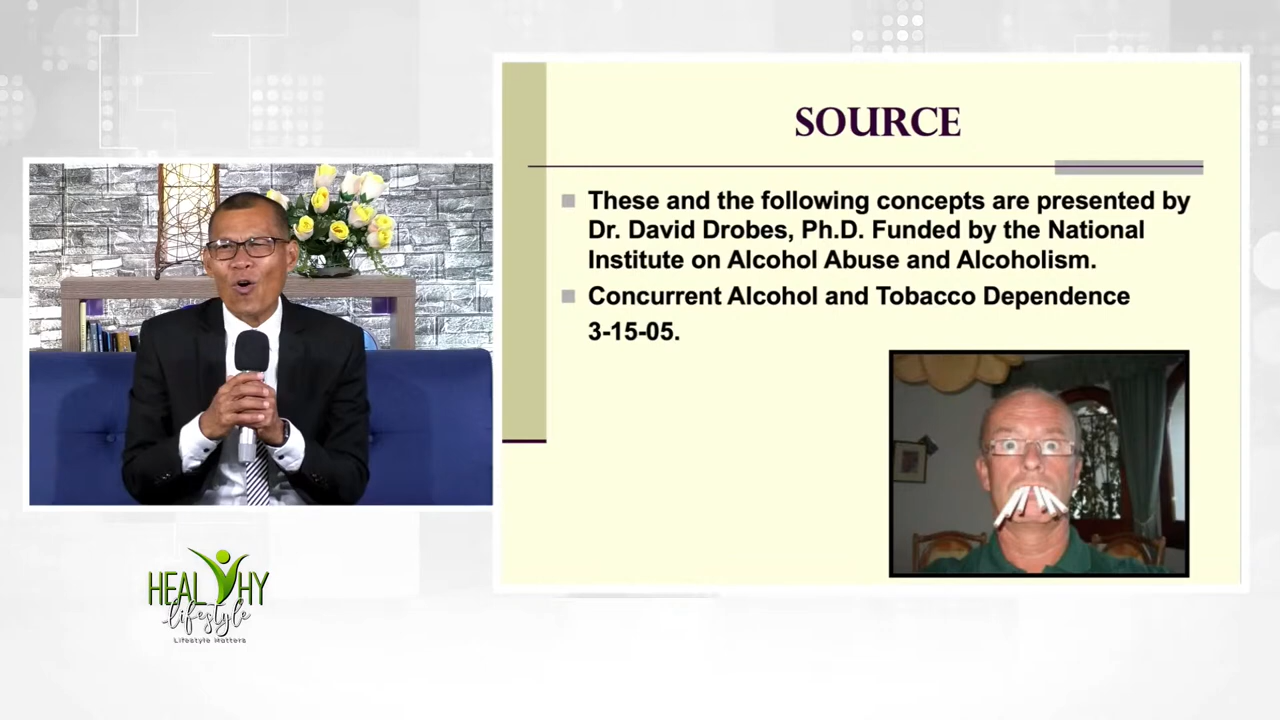 SOURCE
These and the following concepts are presented by
Dr. David Drobes, Ph.D. Funded by the National
Institute on Alcohol Abuse and Alcoholism.
Concurrent Alcohol and Tobacco Dependence
3-15-05.
HEALTHY
lifestyle
Lifestyle Matters